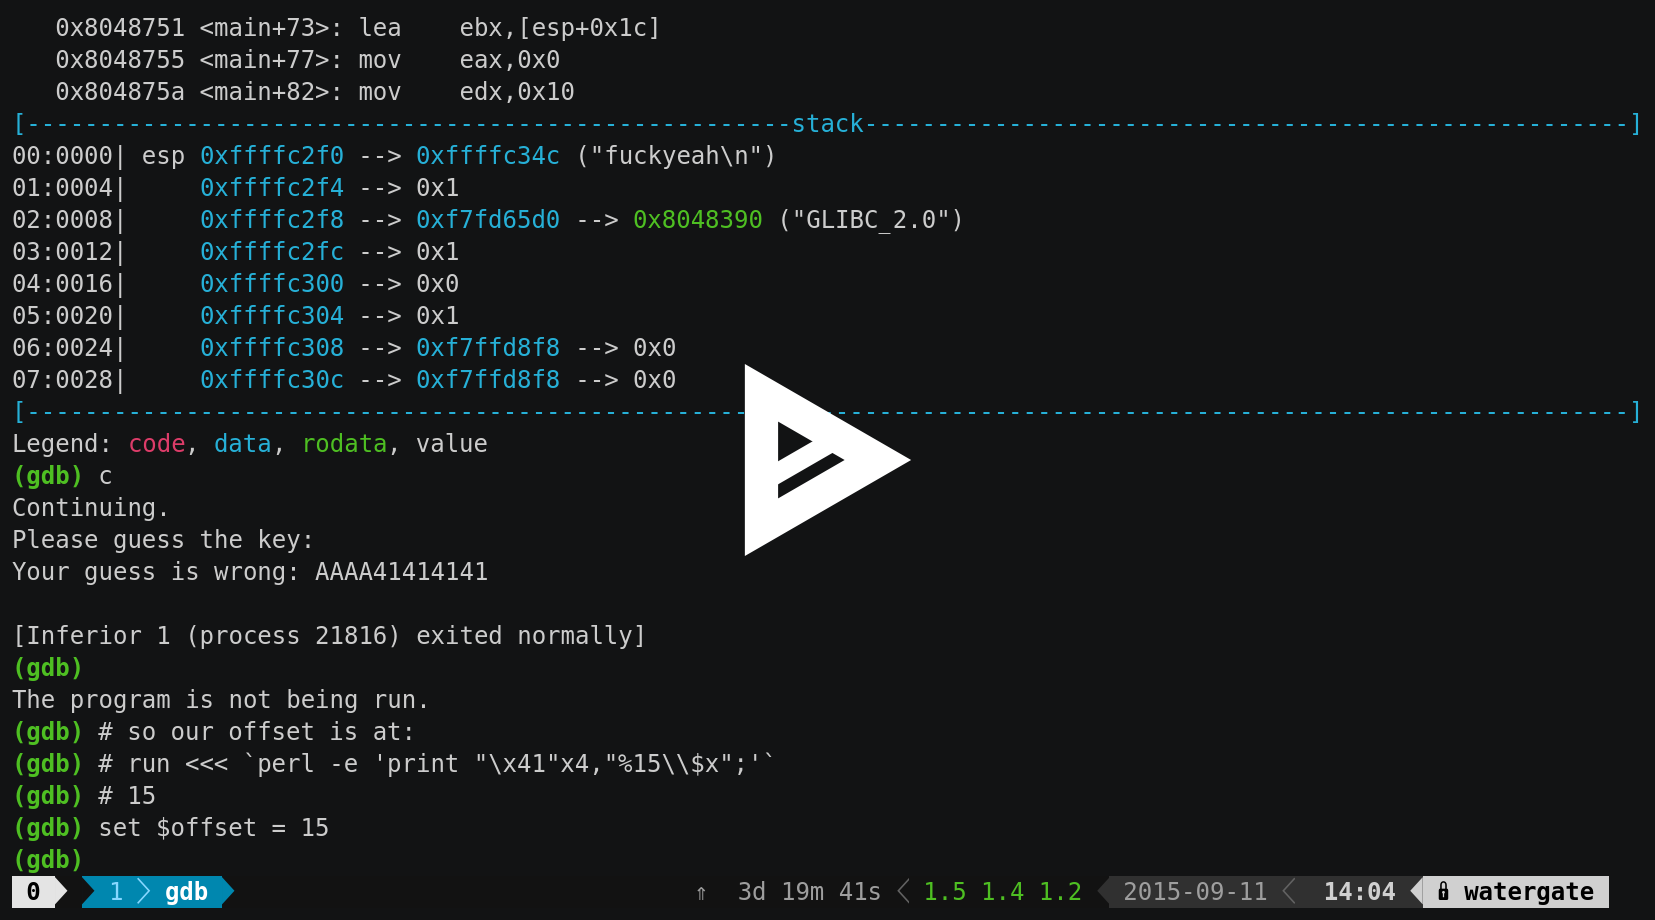 0x8048751 <main+73>: lea    ebx,[esp+0x1c]
0x8048755 <main+77>: mov    eax,0x0
0x804875a <main+82>: mov    edx,0x10
[-----------------------------------------------------stack-----------------------------------------------------]
00:0000| esp 0xffffc2f0 --> 0xffffc34c ("fuckyeah\n")
01:0004|     0xffffc2f4 --> 0x1
02:0008|     0xffffc2f8 --> 0xf7fd65d0 --> 0x8048390 ("GLIBC_2.0")
03:0012|     0xffffc2fc --> 0x1
04:0016|     0xffffc300 --> 0x0
05:0020|     0xffffc304 --> 0x1
06:0024|     0xffffc308 --> 0xf7ffd8f8 --> 0x0
07:0028|     0xffffc30c --> 0xf7ffd8f8 --> 0x0
[---------------------------------------------------------------------------------------------------------------]
Legend: code, data, rodata, value
(gdb) c
Continuing.
Please guess the key:
Your guess is wrong: AAAA41414141

[Inferior 1 (process 21816) exited normally]
(gdb)
The program is not being run.
(gdb) # so our offset is at:
(gdb) # run <<< `perl -e 'print "\x41"x4,"%15\\$x";'`
(gdb) # 15
(gdb) set $offset = 15
(gdb)
0 1 gdb ⇑ 3d 19m 41s 1.5 1.4 1.2 2015-09-11 14:04 watergate